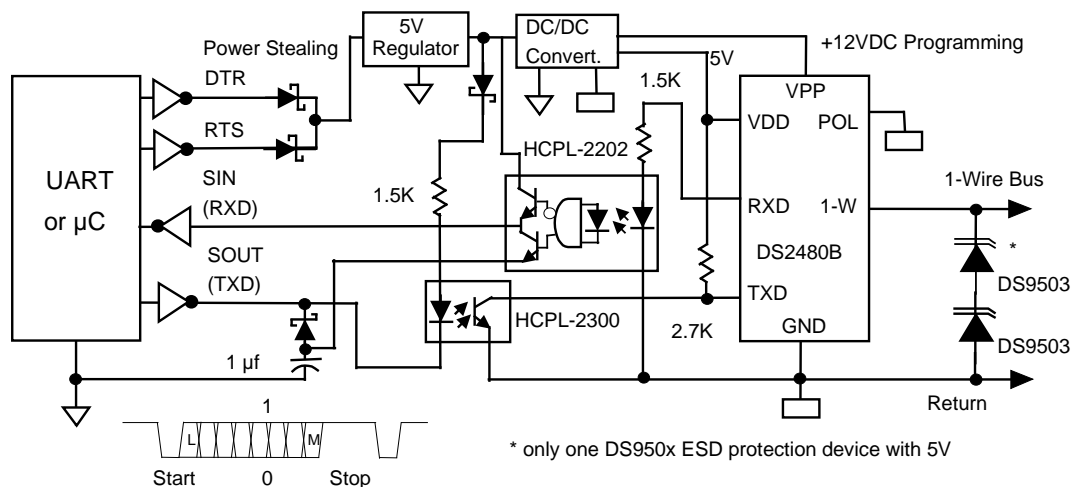 5V
Regulator
DC/DC
Convert.
Power Stealing
+12VDC Programming
5V
DTR
1.5K
VPP
VDD
POL
RTS
HCPL-2202
UART
or µC
SIN
(RXD)
1.5K
1-Wire Bus
RXD
1-W
*
SOUT
(TXD)
DS2480B
DS9503
TXD
HCPL-2300
2.7K
GND
DS9503
1 µf
Return
1
L
M
* only one DS950x ESD protection device with 5V
Start
0
Stop